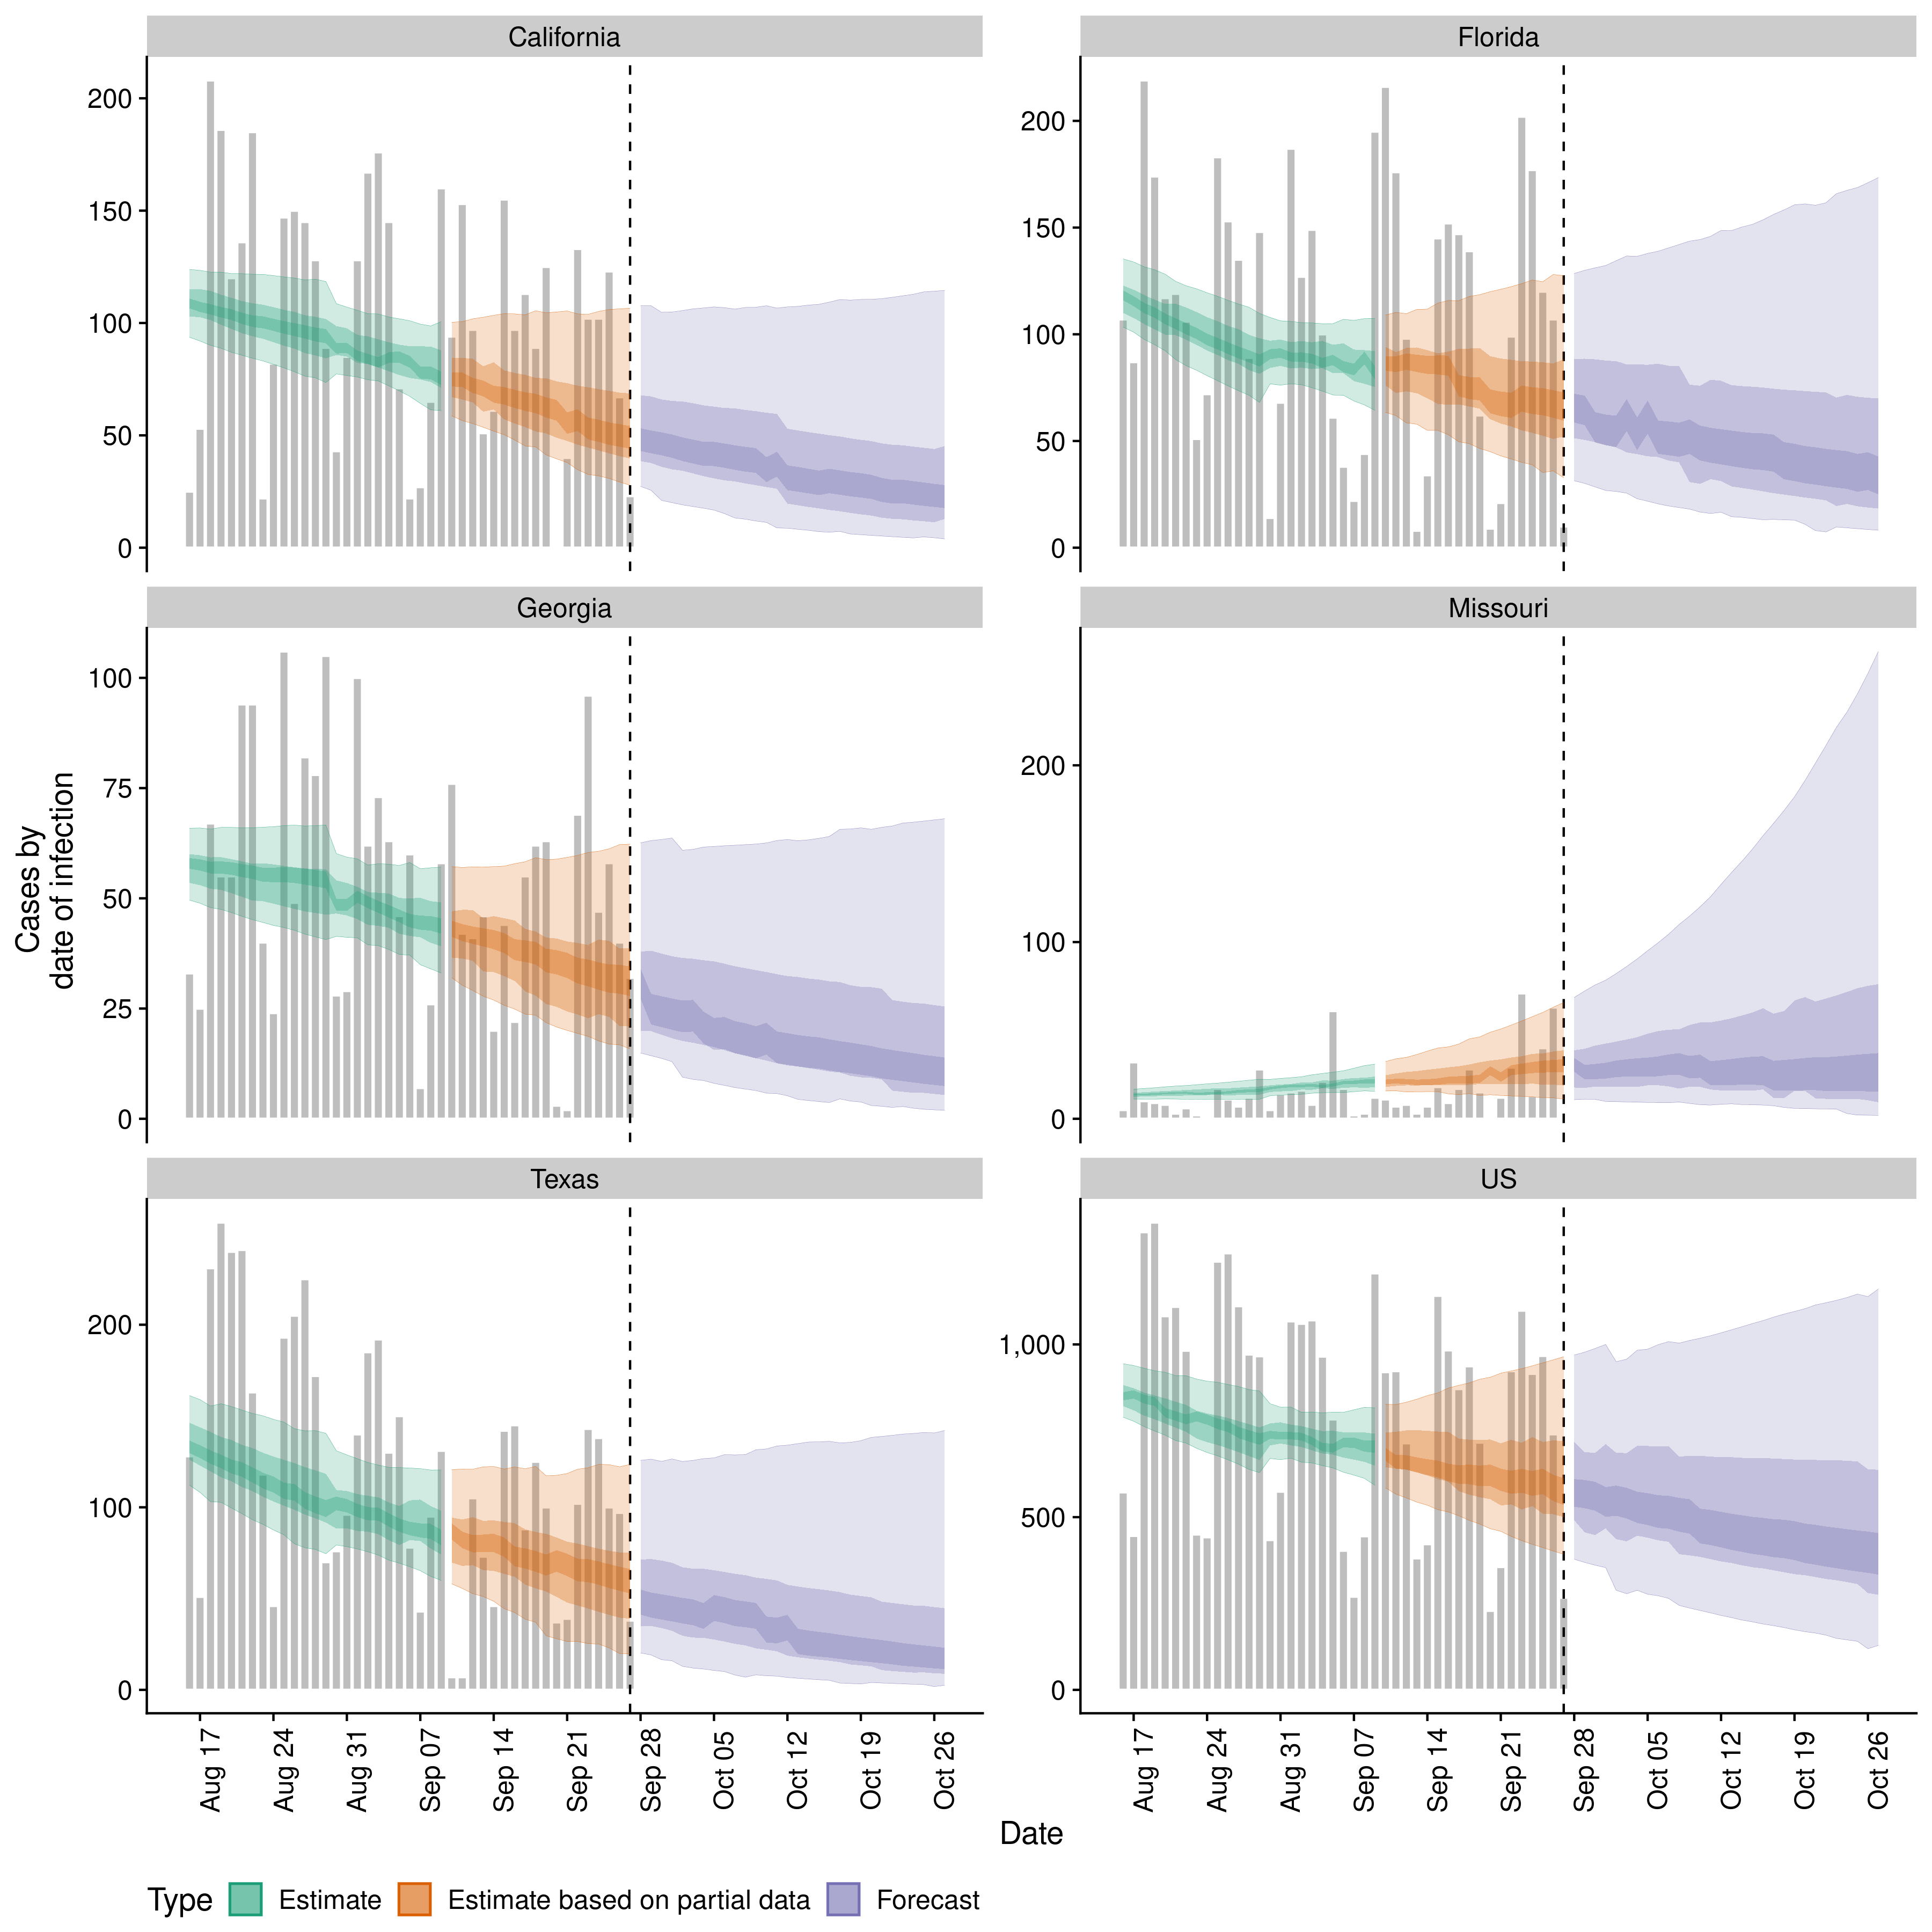 California
Florida
200
150
100
50
0
200
150
100
50
0
Georgia
Missouri
100
75
50
25
0
200
100
0
Cases by
date of infection
Texas
US
200
100
0
1,000
500
0
Aug 17
Aug 24
Aug 31
Sep 07
Sep 14
Sep 21
Sep 28
Oct 05
Oct 12
Oct 19
Oct 26
Aug 17
Aug 24
Aug 31
Sep 07
Sep 14
Sep 21
Sep 28
Oct 05
Oct 12
Oct 19
Oct 26
Date
Type Estimate Estimate based on partial data Forecast